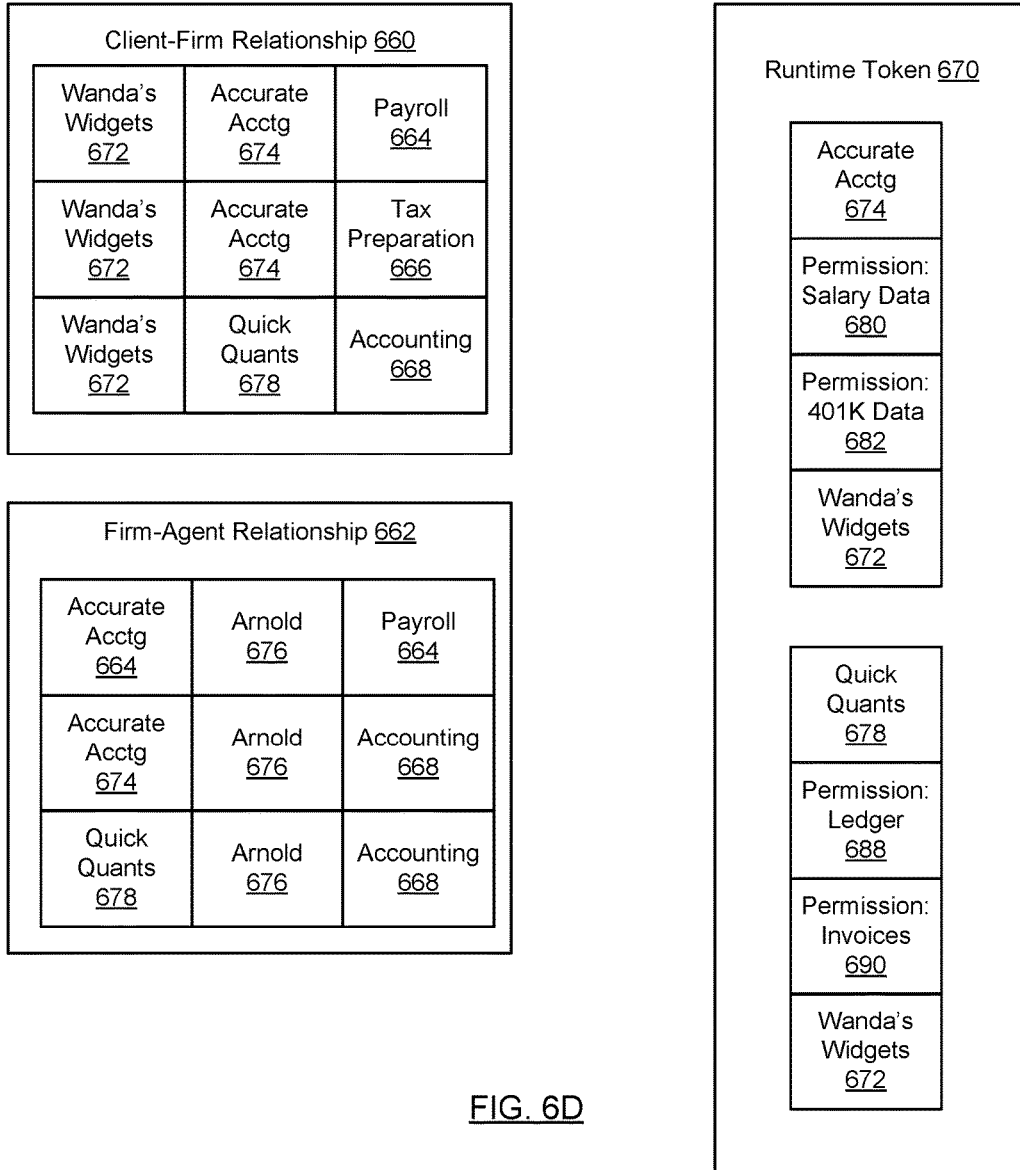 Client-Firm Relationship 660
Wanda's
Widgets
672
Accurate
Acctg
674
Payroll
664
Wanda's
Widgets
672
Accurate
Acctg
674
Tax
Preparation
666
Wanda's
Widgets
672
Quick
Quants
678
Accounting
668
Firm-Agent Relationship 662
Accurate
Acctg
664
Arnold
676
Payroll
664
Accurate
Acctg
674
Arnold
676
Accounting
668
Quick
Quants
678
Arnold
676
Accounting
668
Runtime Token 670
Accurate
Acctg
674
Permission:
Salary Data
680
Permission:
401K Data
682
Wanda's
Widgets
672
Quick
Quants
678
Permission:
Ledger
688
Permission:
Invoices
690
Wanda's
Widgets
672
FIG. 6D